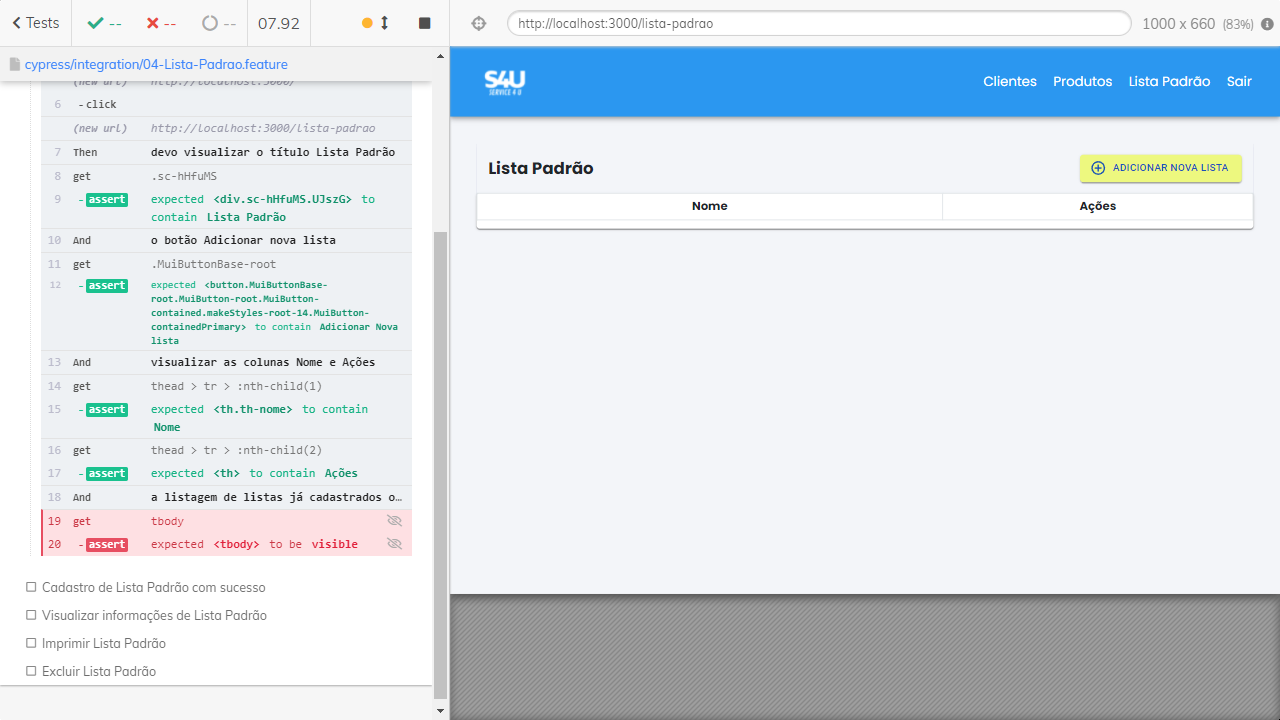 Tests
--
--
--
07.92
http://localhost:3000/lista-padrao
1000 x 660 (83%)
cypress/integration/04-Lista-Padrao.feature
(new url) http://localhost:3000/
6 -click
(new url) http://localhost:3000/lista-padrao
7 Then devo visualizar o título Lista Padrão
8 get .sc-hHfuMS
9 -assert expected <div.sc-hHfuMS.UJszG> to
contain Lista Padrão
10 And o botão Adicionar nova lista
11 get .MuiButtonBase-root
12 -assert expected <button.MuiButtonBase-
root.MuiButton-root.MuiButton-
contained.makeStyles-root-14.MuiButton-
containedPrimary> to contain Adicionar Nova
lista
13 And visualizar as colunas Nome e Ações
14 get thead > tr > :nth-child(1)
15 -assert expected <th.th-nome> to contain
Nome
16 get thead > tr > :nth-child(2)
17 -assert expected <th> to contain Ações
18 And a listagem de listas já cadastrados o…
19 get tbody
20 -assert expected <tbody> to be visible
Cadastro de Lista Padrão com sucesso
Visualizar informações de Lista Padrão
Imprimir Lista Padrão
Excluir Lista Padrão
S4U
SERVICE 4 U
Clientes Produtos Lista Padrão Sair
Lista Padrão
ADICIONAR NOVA LISTA
Nome Ações